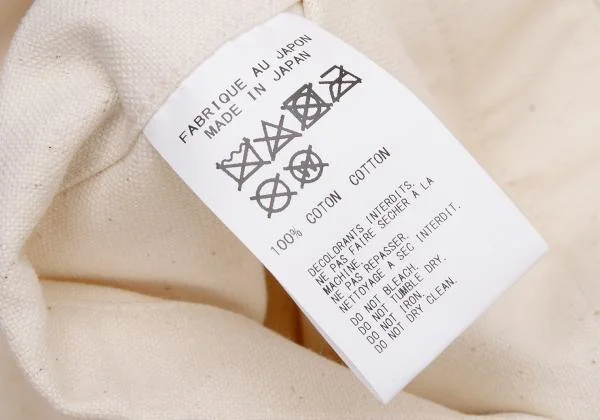 FABRIQUE AU JAPON
MADE IN JAPAN
100% COTON COTTON
DECOLORANTS INTERDITS.
NE PAS FAIRE SECHER A LA
MACHINE.
NE PAS REPASSER.
NETTOYAGE A SEC INTERDIT.
DO NOT BLEACH.
DO NOT TUMBLE DRY.
DO NOT IRON.
DO NOT DRY CLEAN.